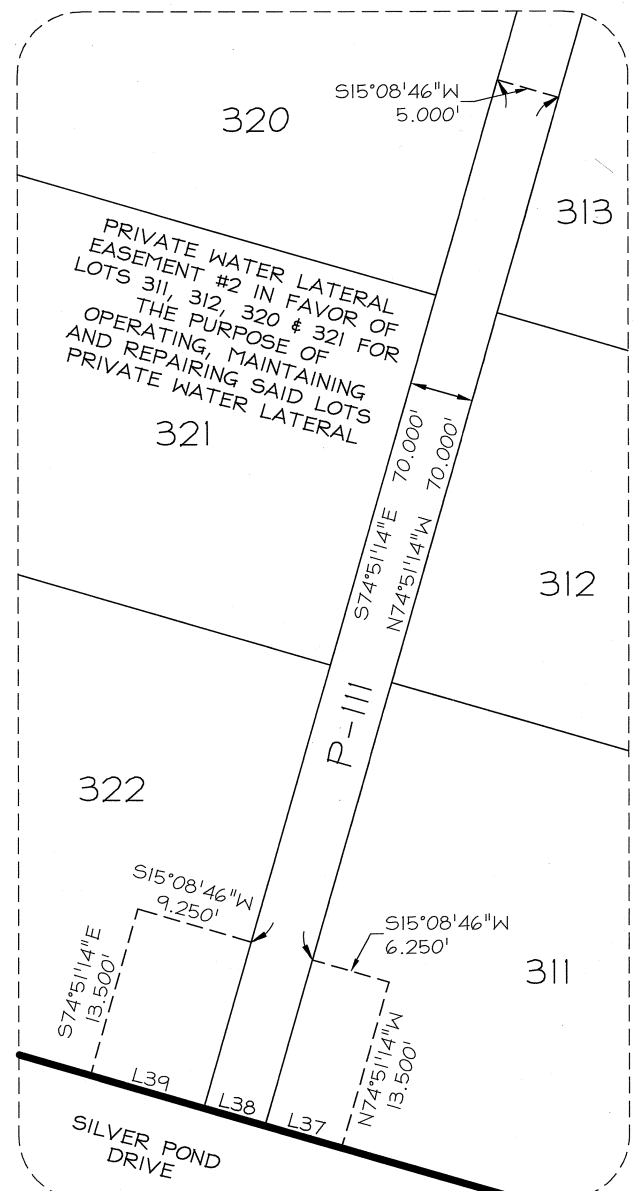 S15°08'46"W
5.000'
320
313
PRIVATE WATER LATERAL
EASEMENT #2 IN FAVOR OF
LOTS 311, 312, 320 & 321 FOR
THE PURPOSE OF
OPERATING, MAINTAINING
AND REPAIRING SAID LOTS
PRIVATE WATER LATERAL
321
S74°51'14"E 70.000'
N74°51'14"W 70.000'
312
P-111
322
S15°08'46"W
9.250'
S15°08'46"W
6.250'
311
S74°51'14"E
13.500'
N74°51'14"W
13.500'
L39
L38
L37
SILVER POND
DRIVE